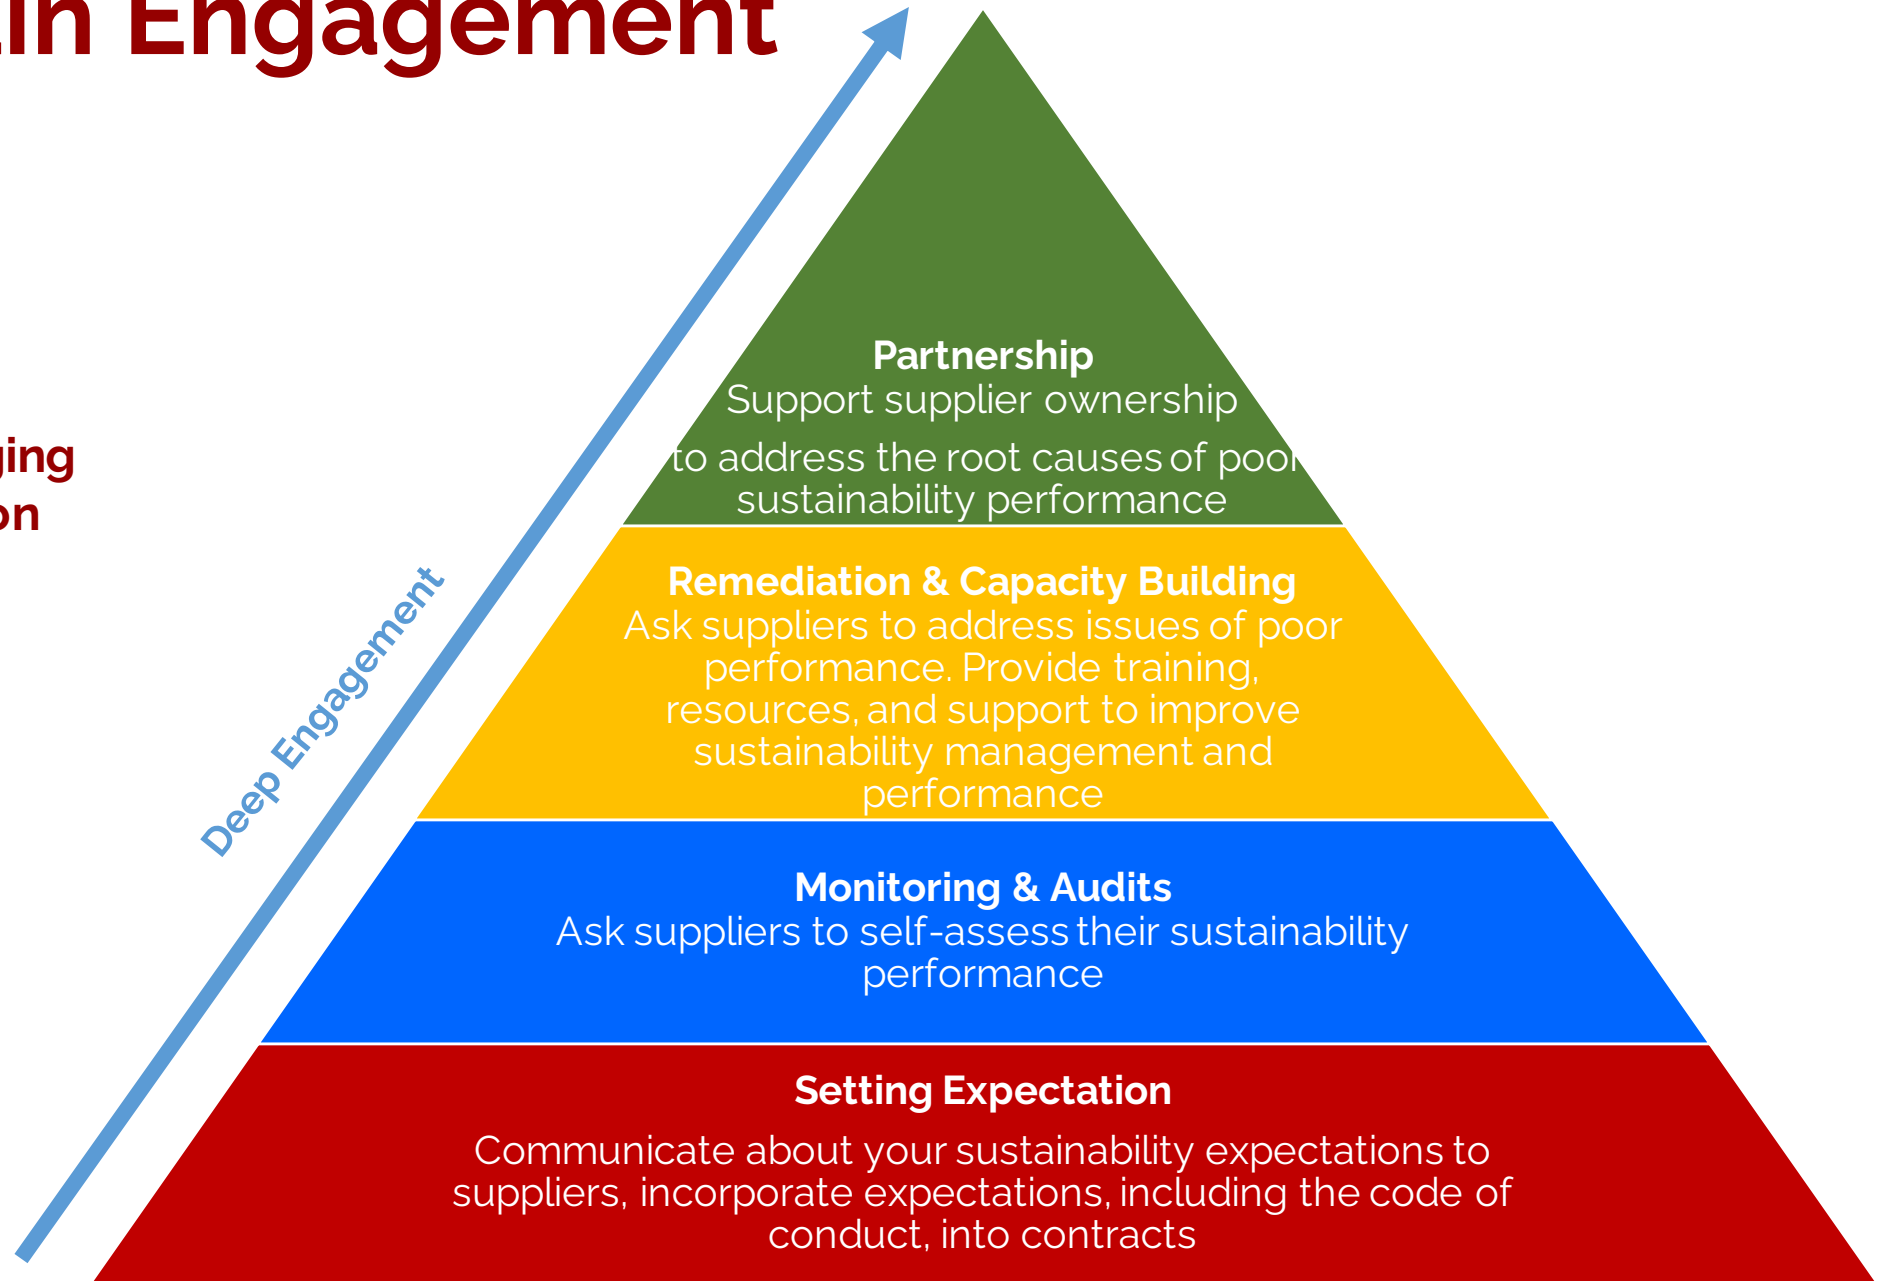 in Engagement
ging
on
Deep Engagement
Partnership
Support supplier ownership
to address the root causes of poor
sustainability performance
Remediation & Capacity Building
Ask suppliers to address issues of poor
performance. Provide training,
resources, and support to improve
sustainability management and
performance
Monitoring & Audits
Ask suppliers to self-assess their sustainability
performance
Setting Expectation
Communicate about your sustainability expectations to
suppliers, incorporate expectations, including the code of
conduct, into contracts